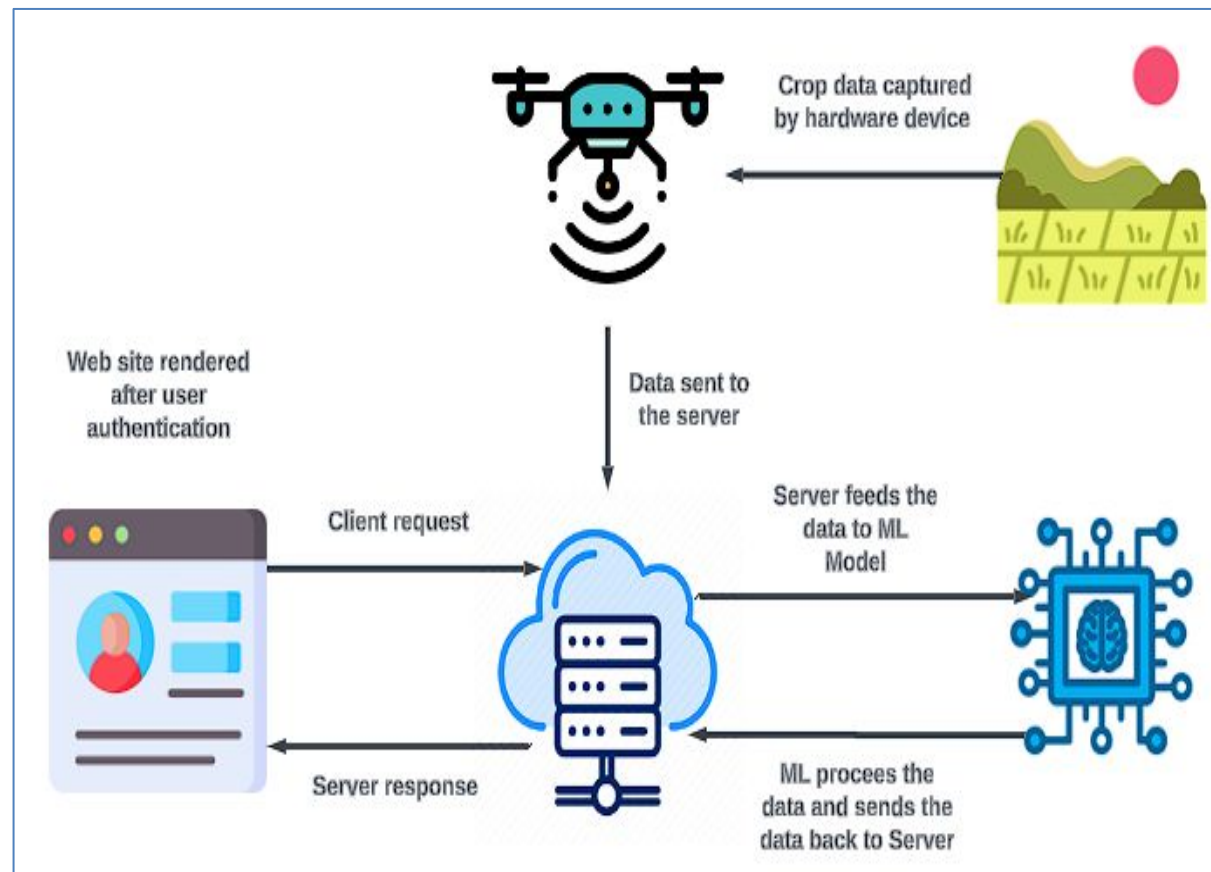 Crop data captured
by hardware device
Web site rendered
after user
authentication
Data sent to
the server
Client request
Server feeds the
data to ML
Model
Server response
ML procees the
data and sends the
data back to Server